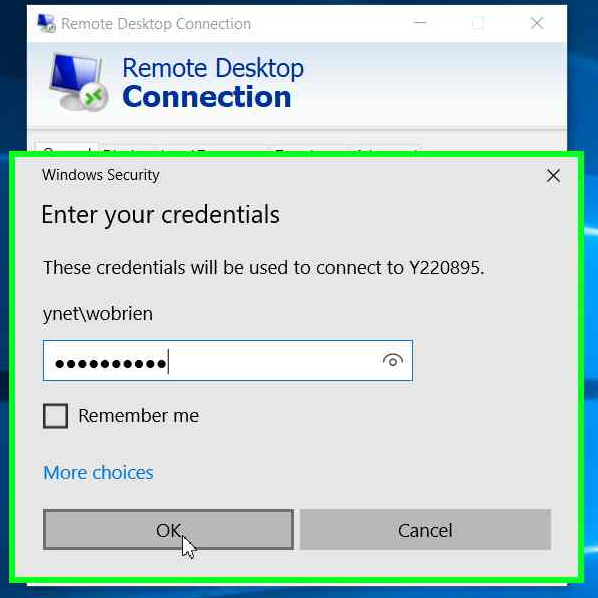 Remote Desktop Connection
Remote Desktop
Connection
Windows Security
Enter your credentials
These credentials will be used to connect to Y220895.
ynet\wobrien
Remember me
More choices
OK
Cancel